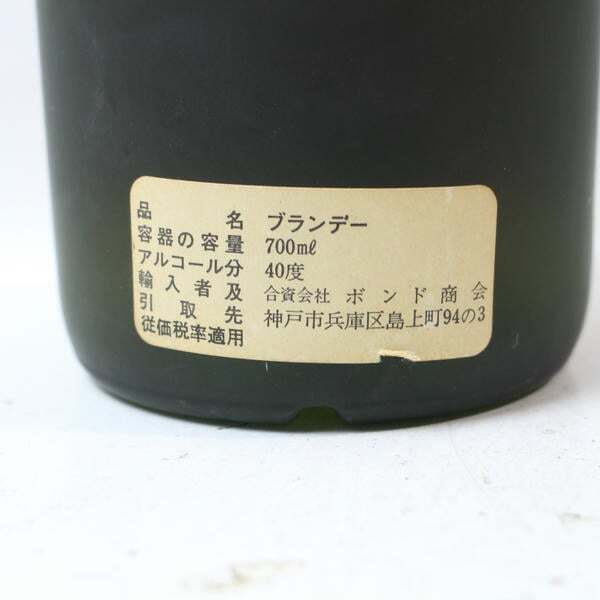 品名 ブランデー
容器の容量 700mℓ
アルコール分 40度
輸入者及 合資会社 ボンド商会
引取先 神戸市兵庫区島上町94の3
従価税率適用